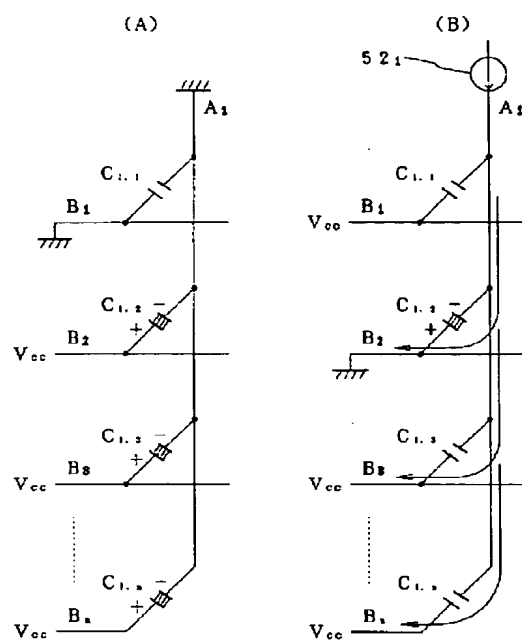 (A)
A₁
C₁,₁
B₁
C₁,₂
−
+
B₂
Vcc
C₁,₃
−
+
B₃
Vcc
C₁,ₙ
−
+
Bₙ
Vcc
(B)
52₁
A₁
C₁,₁
B₁
Vcc
C₁,₂
−
+
B₂
C₁,₃
B₃
Vcc
C₁,ₙ
Bₙ
Vcc